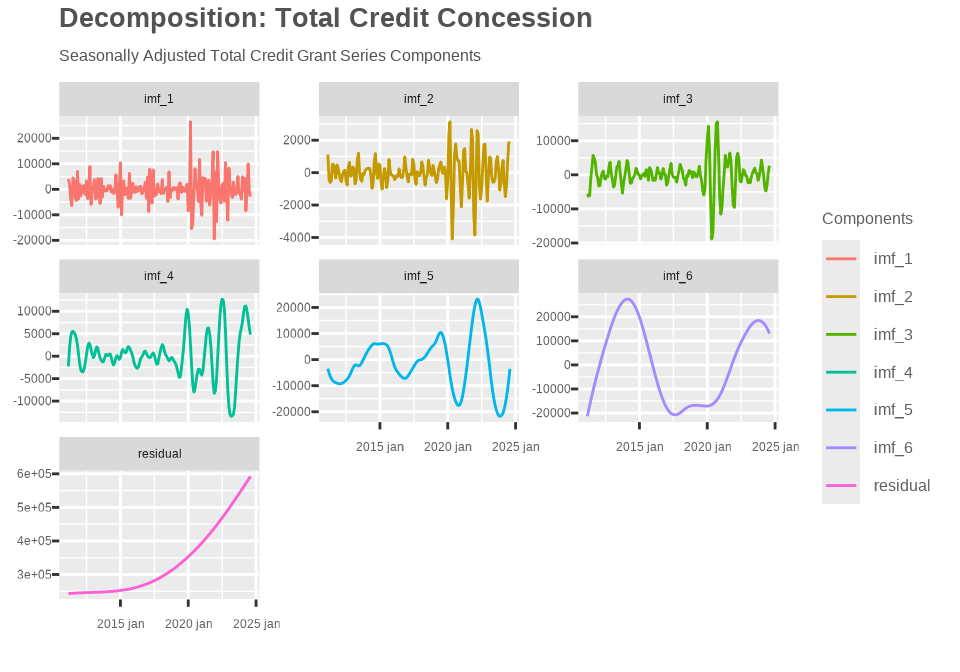 Decomposition: Total Credit Concession
Seasonally Adjusted Total Credit Grant Series Components
imf_1
imf_2
imf_3
20000
10000
0
-10000
-20000
2000
0
-2000
-4000
10000
0
-10000
-20000
imf_4
imf_5
imf_6
10000
5000
0
-5000
-10000
20000
10000
0
-10000
-20000
20000
10000
0
-10000
-20000
2015 jan
2020 jan
2025 jan
2015 jan
2020 jan
2025 jan
residual
6e+05
5e+05
4e+05
3e+05
2015 jan
2020 jan
2025 jan
Components
imf_1
imf_2
imf_3
imf_4
imf_5
imf_6
residual